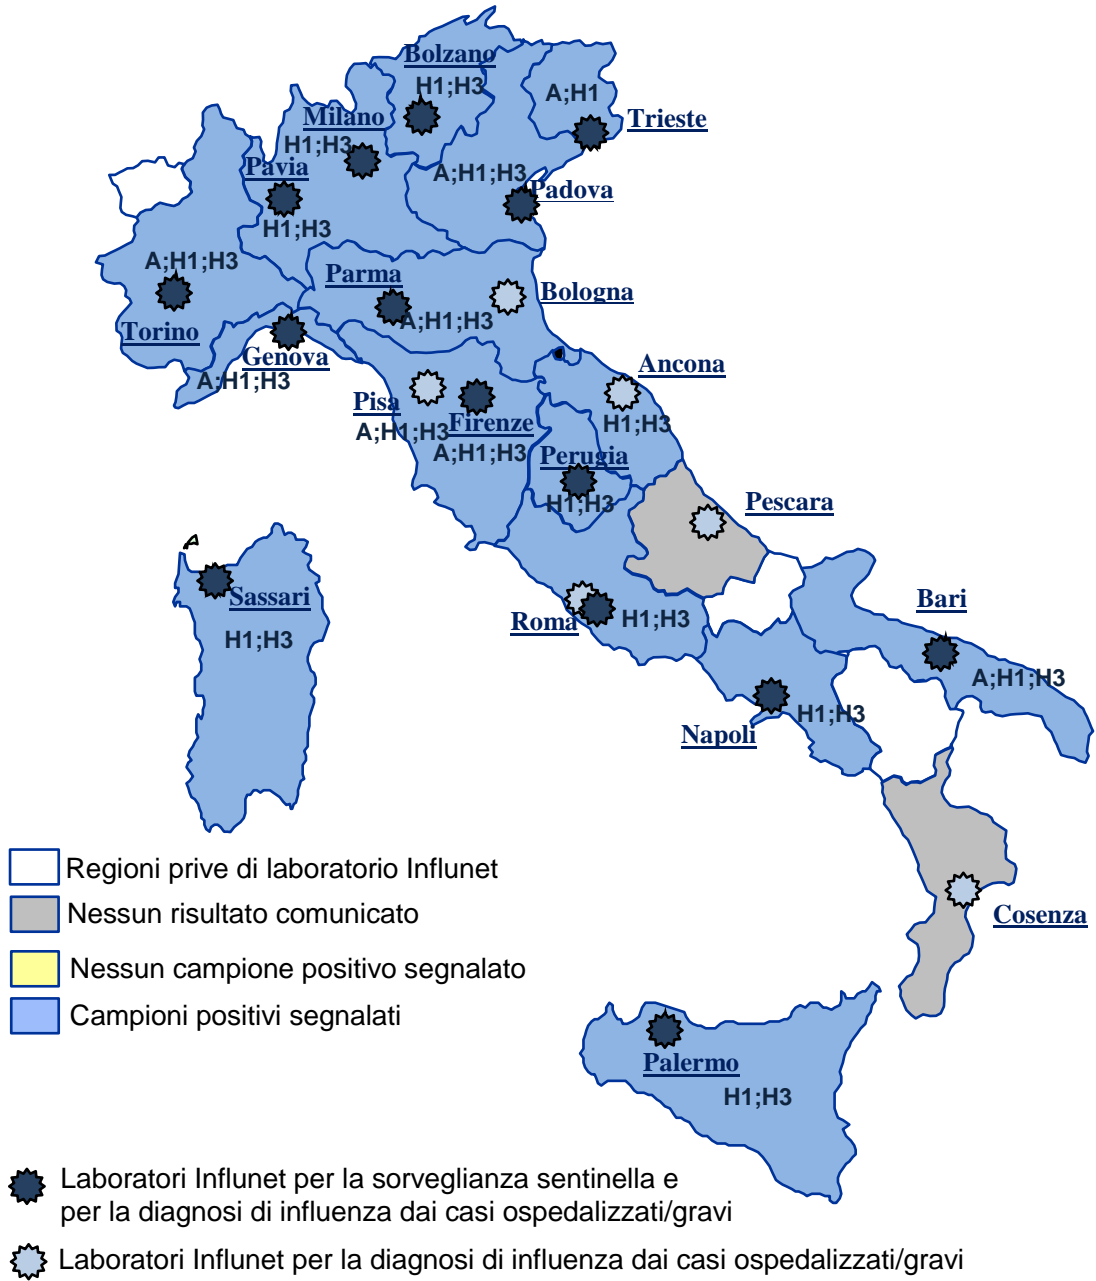 Bolzano
H1;H3
A;H1
Trieste
Milano
H1;H3
Pavia
H1;H3
A;H1;H3
Padova
A;H1;H3
Torino
Parma
A;H1;H3
Bologna
Genova
A;H1;H3
Ancona
H1;H3
Pisa
A;H1;H3
Firenze
A;H1;H3
Perugia
H1;H3
Pescara
Sassari
H1;H3
Roma
H1;H3
Bari
A;H1;H3
Napoli
H1;H3
Regioni prive di laboratorio Influnet
Nessun risultato comunicato
Cosenza
Nessun campione positivo segnalato
Campioni positivi segnalati
Palermo
H1;H3
Laboratori Influnet per la sorveglianza sentinella e
per la diagnosi di influenza dai casi ospedalizzati/gravi
Laboratori Influnet per la diagnosi di influenza dai casi ospedalizzati/gravi